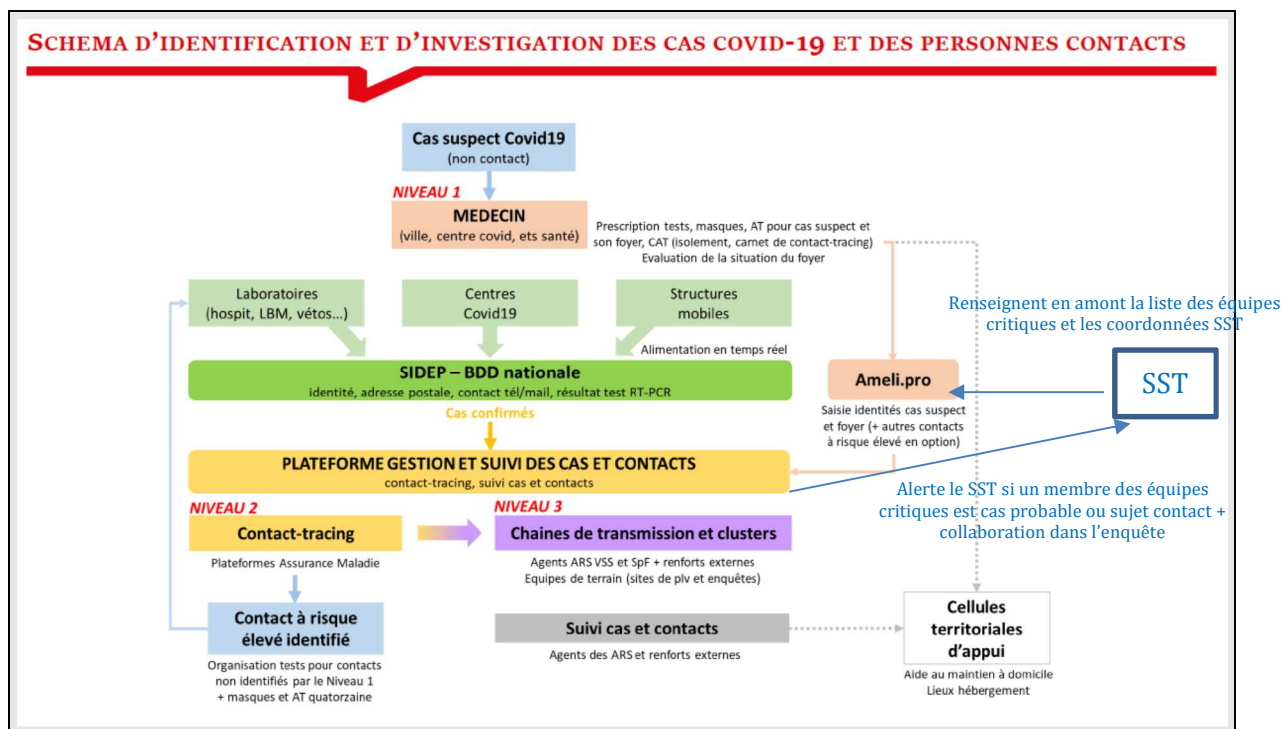 SCHEMA D'IDENTIFICATION ET D'INVESTIGATION DES CAS COVID-19 ET DES PERSONNES CONTACTS
Cas suspect Covid19
(non contact)
NIVEAU 1
MEDECIN
(ville, centre covid, ets santé)
Prescription tests, masques, AT pour cas suspect et
son foyer, CAT (isolement, carnet de contact-tracing)
Evaluation de la situation du foyer
Laboratoires
(hospit, LBM, vétos...)
Centres
Covid19
Structures
mobiles
Renseignent en amont la liste des équipes
critiques et les coordonnées SST
Alimentation en temps réel
SIDEP – BDD nationale
identité, adresse postale, contact tél/mail, résultat test RT-PCR
Ameli.pro
SST
Saisie identités cas suspect
et foyer (+ autres contacts
à risque élevé en option)
Cas confirmés
PLATEFORME GESTION ET SUIVI DES CAS ET CONTACTS
contact-tracing, suivi cas et contacts
Alerte le SST si un membre des équipes
critiques est cas probable ou sujet contact +
collaboration dans l'enquête
NIVEAU 2
Contact-tracing
Plateformes Assurance Maladie
NIVEAU 3
Chaines de transmission et clusters
Agents ARS VSS et SpF + renforts externes
Equipes de terrain (sites de plv et enquêtes)
Contact à risque
élevé identifié
Organisation tests pour contacts
non identifiés par le Niveau 1
+ masques et AT quatorzaine
Suivi cas et contacts
Agents des ARS et renforts externes
Cellules
territoriales
d'appui
Aide au maintien à domicile
Lieux hébergement